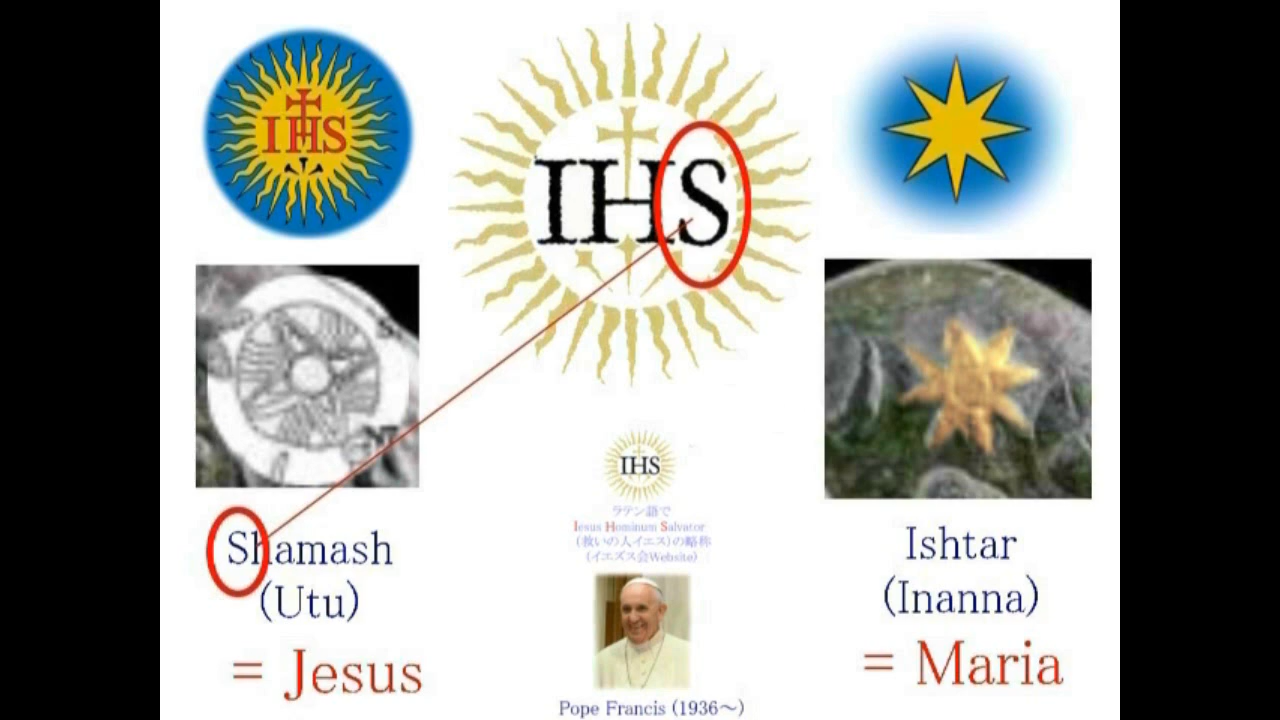 IHS
IHS
IHS
ラテン語で
Iesus Hominum Salvator
(救いの人イエス)の略称
(イエズス会Website)
Shamash
(Utu)
= Jesus
Ishtar
(Inanna)
= Maria
Pope Francis (1936〜)